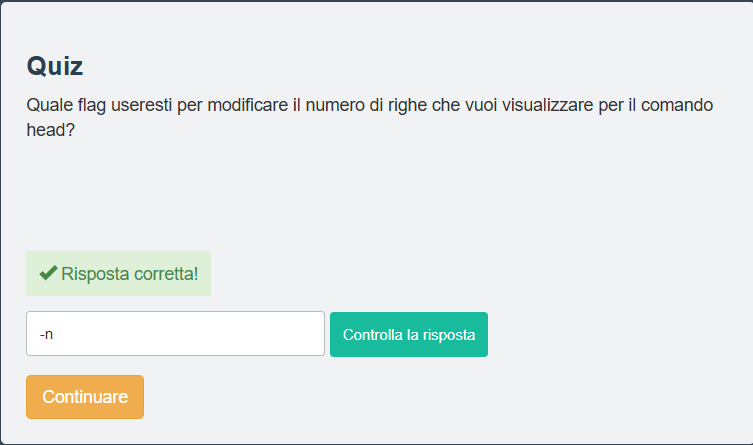 Quiz
Quale flag useresti per modificare il numero di righe che vuoi visualizzare per il comando
head?
✔ Risposta corretta!
-n
Controlla la risposta
Continuare